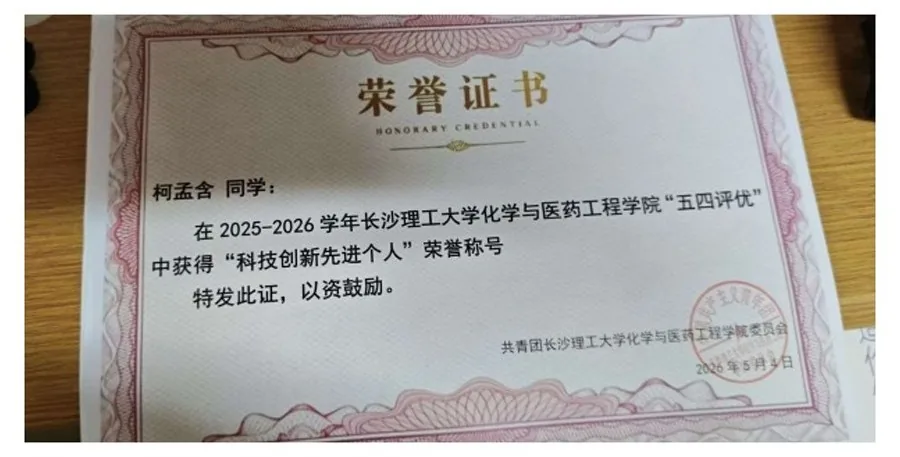 荣誉证书
HONORARY CREDENTIAL
柯孟含 同学：
在 2025-2026 学年长沙理工大学化学与医药工程学院“五四评优”
中获得“科技创新先进个人”荣誉称号
特发此证，以资鼓励。
共青团长沙理工大学化学与医药工程学院委员会
2026 年 5 月 4 日